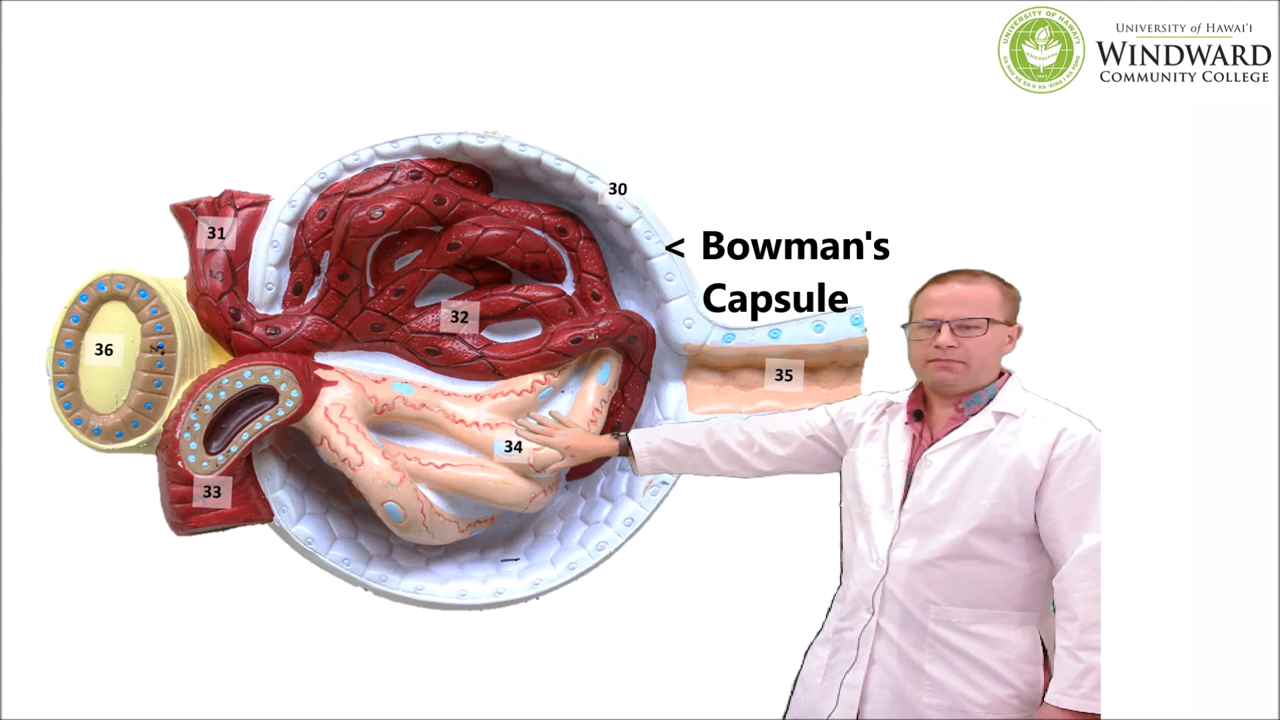 UNIVERSITY of HAWAI'I
WINDWARD
COMMUNITY COLLEGE
30
31
< Bowman's
Capsule
32
36
35
34
33